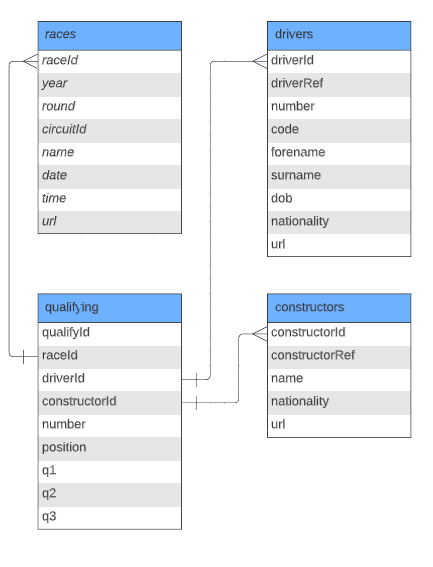 races
raceId
year
round
circuitId
name
date
time
url
drivers
driverId
driverRef
number
code
forename
surname
dob
nationality
url
qualifying
qualifyId
raceId
driverId
constructorId
number
position
q1
q2
q3
constructors
constructorId
constructorRef
name
nationality
url